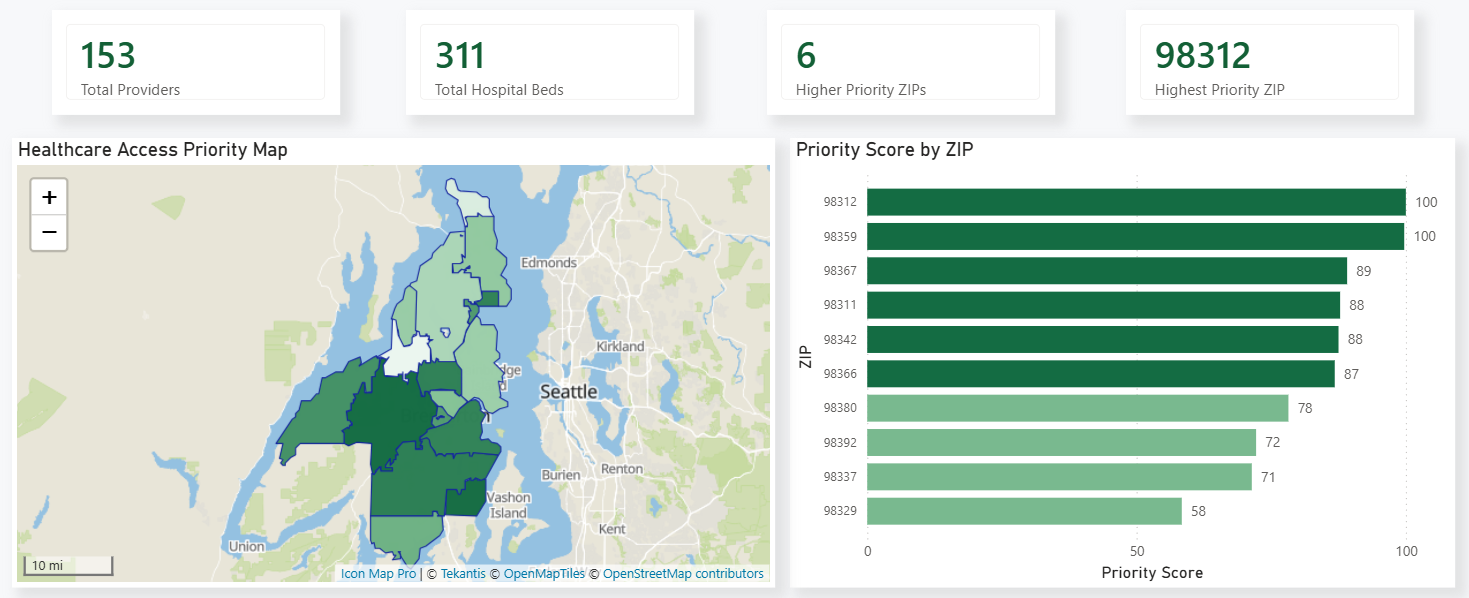 153
Total Providers
311
Total Hospital Beds
6
Higher Priority ZIPs
98312
Highest Priority ZIP
Healthcare Access Priority Map
+
−
Edmonds
Kirkland
Seattle
Burien
Renton
Vashon
Island
Kent
Union
10 mi
Icon Map Pro | © Tekantis © OpenMapTiles © OpenStreetMap contributors
Priority Score by ZIP
ZIP
98312 100
98359 100
98367 89
98311 88
98342 88
98366 87
98380 78
98392 72
98337 71
98329 58
0 50 100
Priority Score